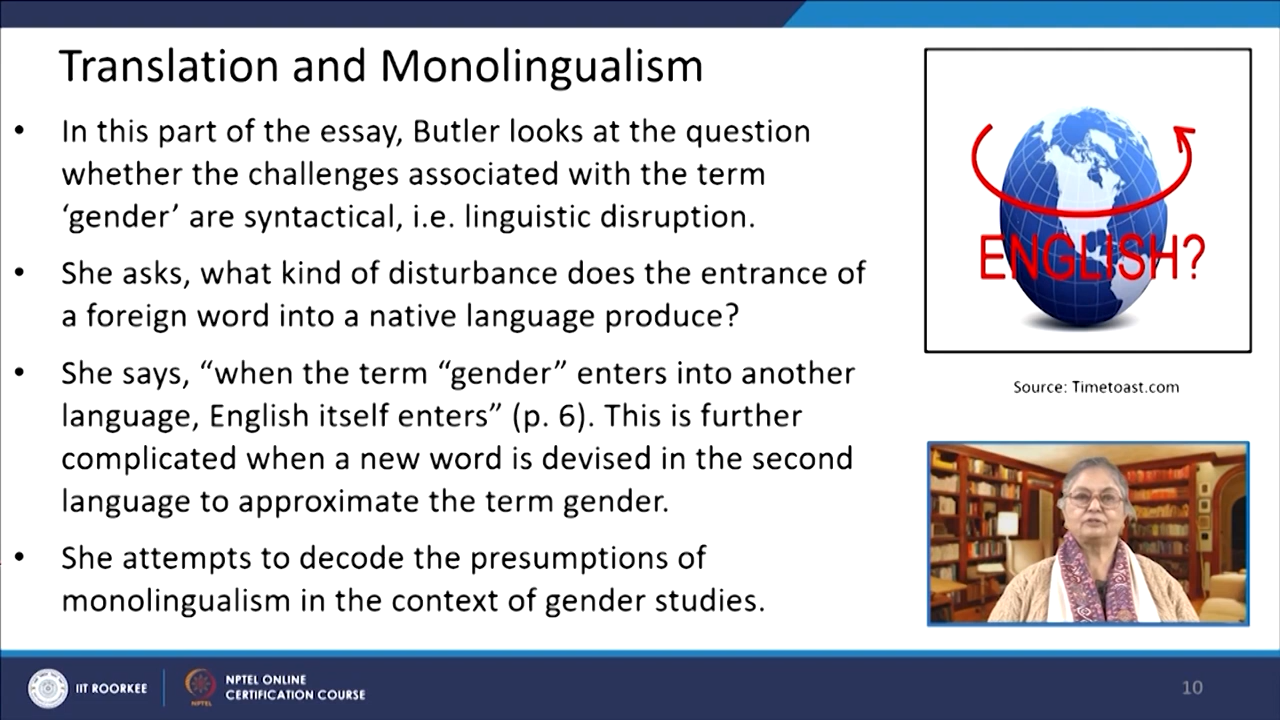 Translation and Monolingualism
• In this part of the essay, Butler looks at the question
whether the challenges associated with the term
‘gender’ are syntactical, i.e. linguistic disruption.
• She asks, what kind of disturbance does the entrance of
a foreign word into a native language produce?
• She says, “when the term “gender” enters into another
language, English itself enters” (p. 6). This is further
complicated when a new word is devised in the second
language to approximate the term gender.
• She attempts to decode the presumptions of
monolingualism in the context of gender studies.
ENGLISH?
Source: Timetoast.com
IIT ROORKEE
NPTEL
NPTEL ONLINE
CERTIFICATION COURSE
10